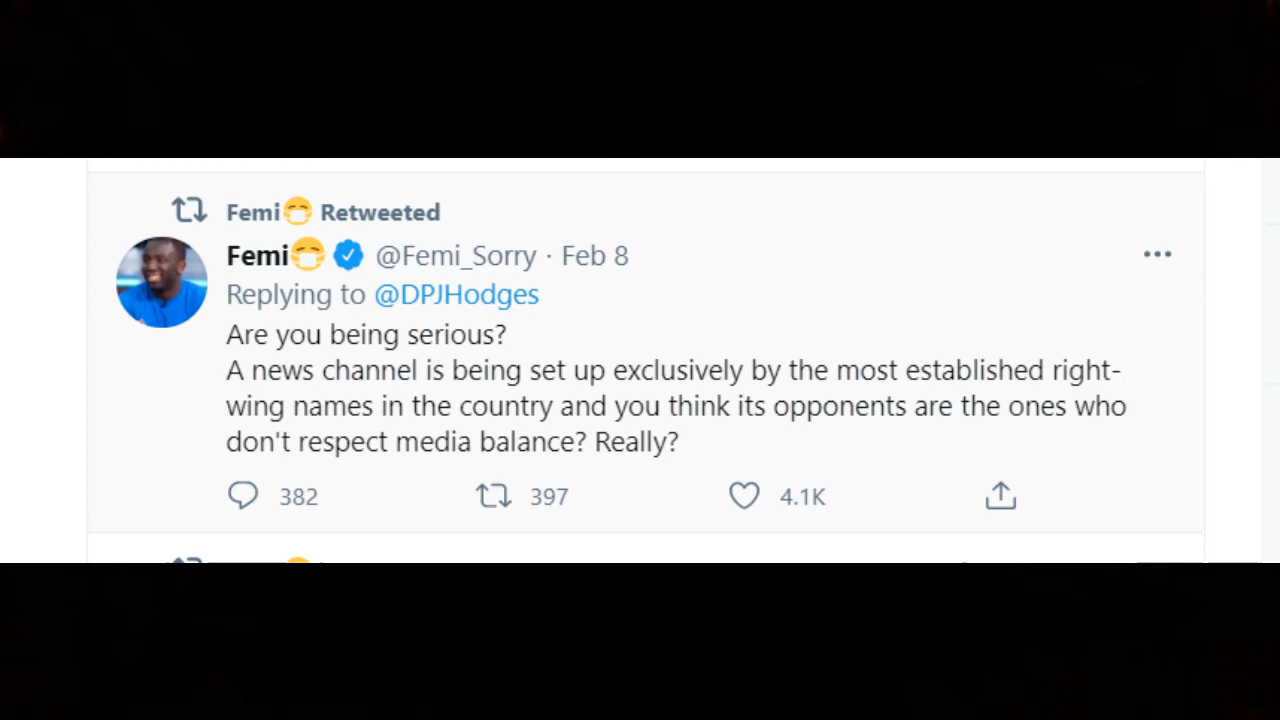 Femi😷 Retweeted
Femi😷 @Femi_Sorry · Feb 8
Replying to @DPJHodges
Are you being serious?
A news channel is being set up exclusively by the most established right-
wing names in the country and you think its opponents are the ones who
don't respect media balance? Really?
382 397 4.1K